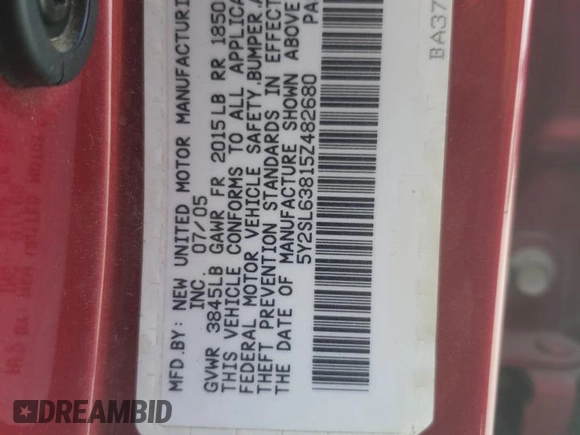 MFD.BY: NEW UNITED MOTOR MANUFACTURI
INC. 07/05
GVWR 3845LB GAWR FR 2015LB RR 1850
THIS VEHICLE CONFORMS TO ALL APPLICA
FEDERAL MOTOR VEHICLE SAFETY,BUMPER,A
THEFT PREVENTION STANDARDS IN EFFECT
THE DATE OF MANUFACTURE SHOWN ABOVE
5Y2SL63815Z482680 PA
BA37
DREAMBID